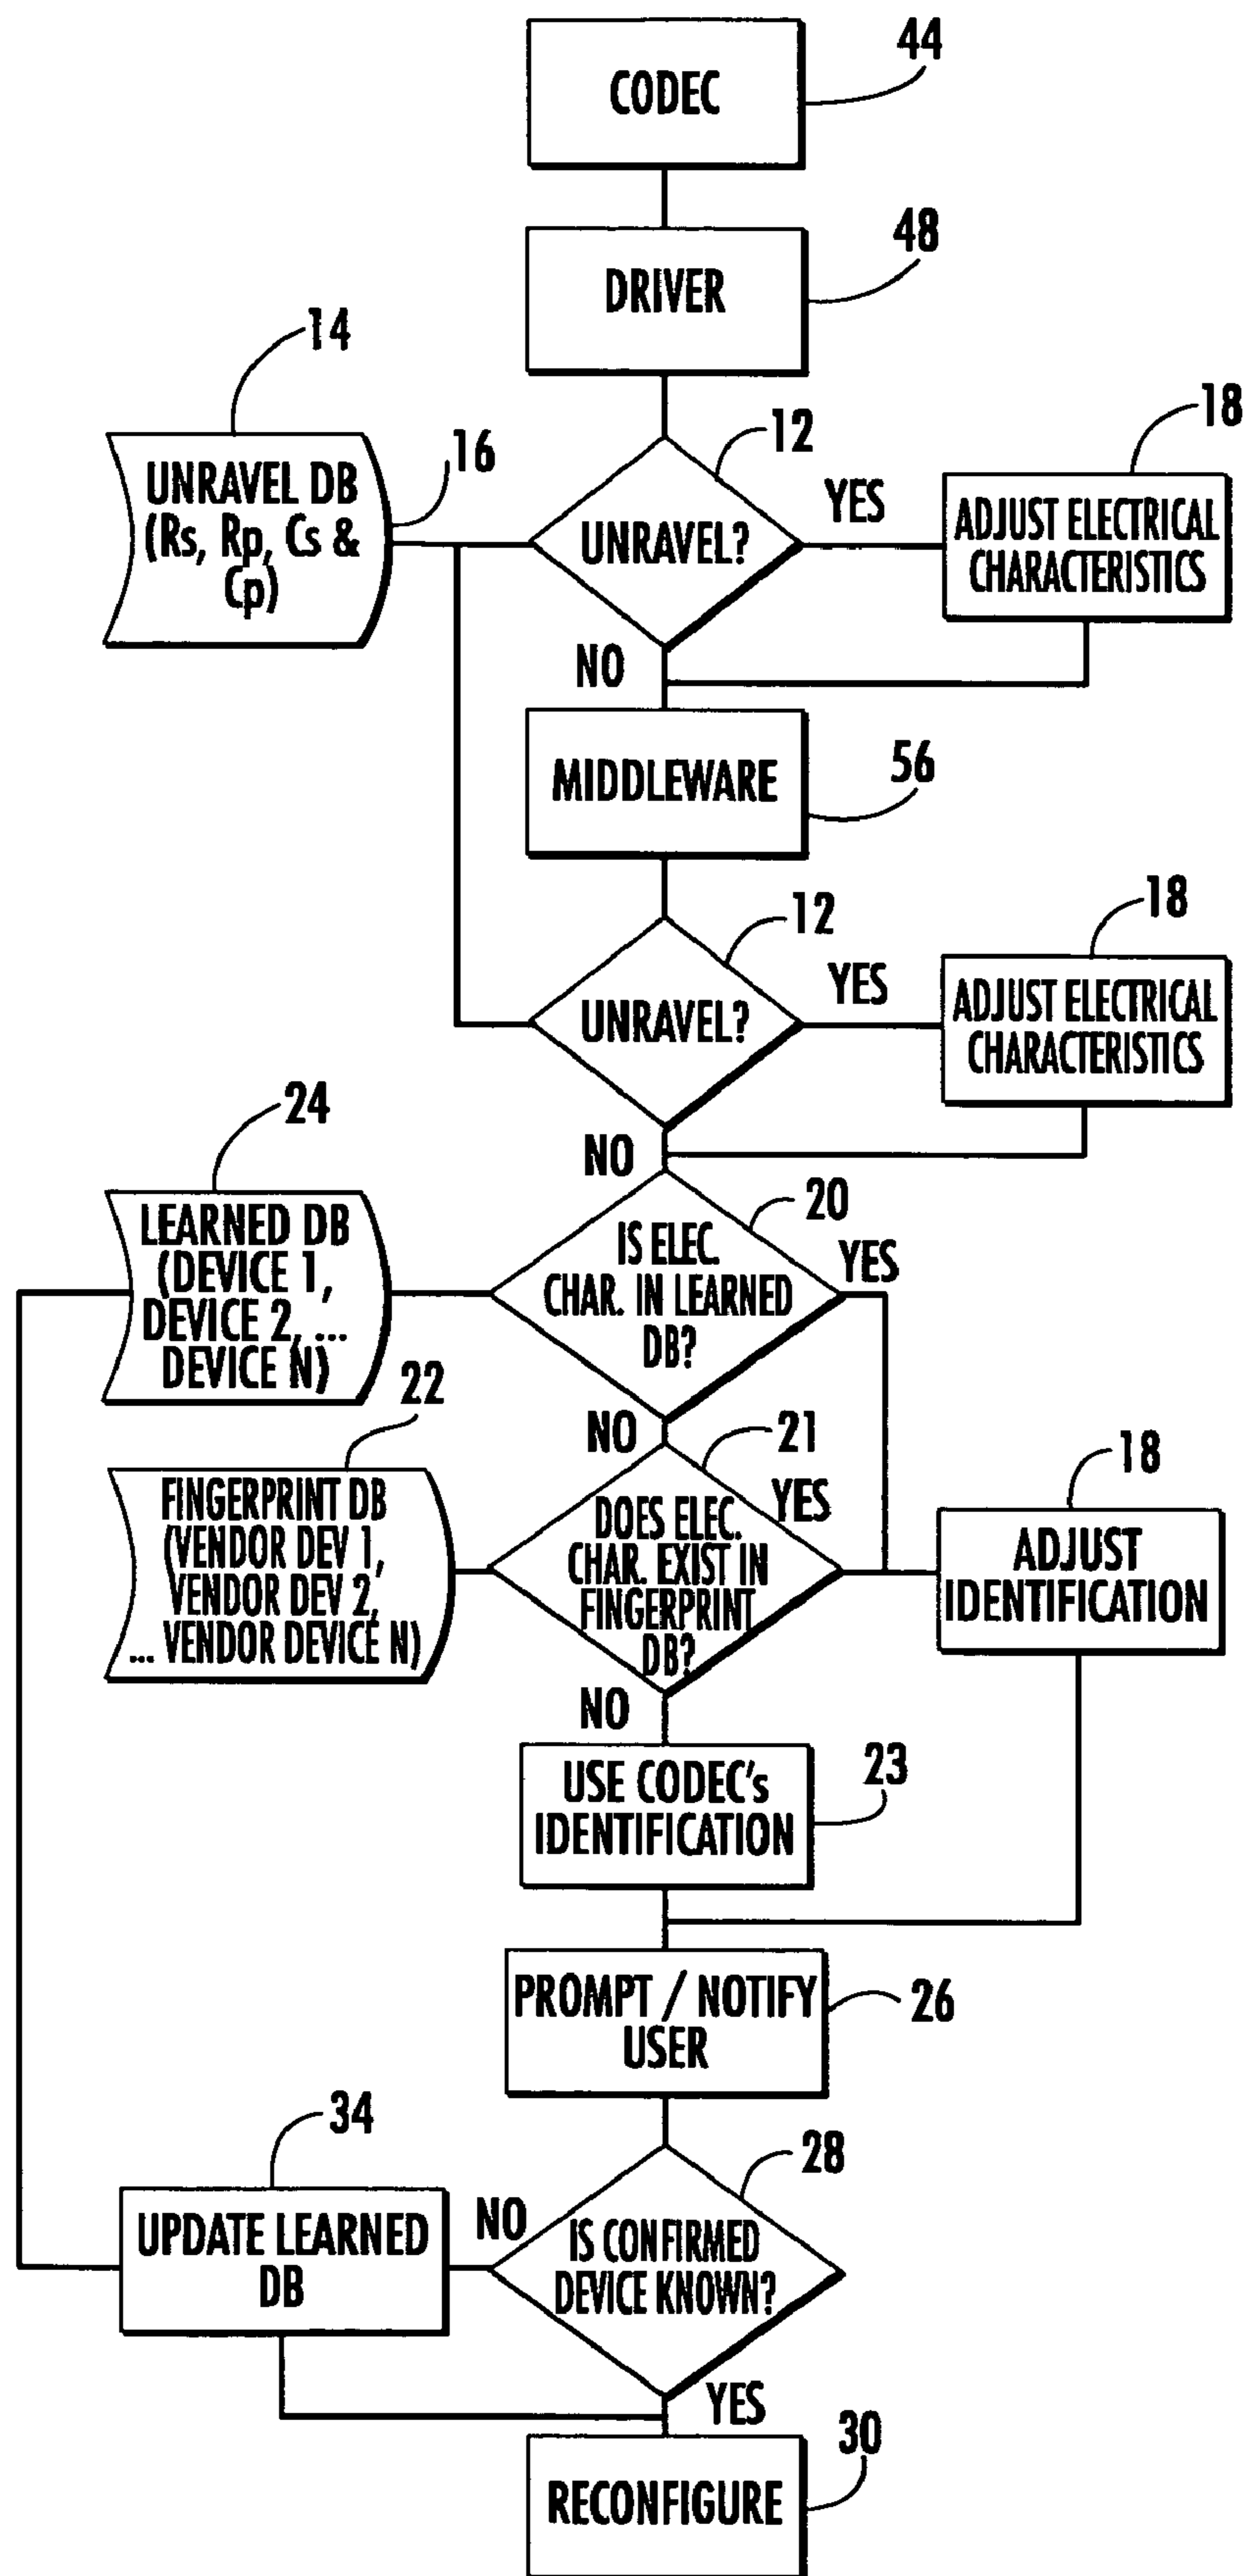 44
CODEC
48
DRIVER
14
12
18
16
UNRAVEL DB
(Rs, Rp, Cs &
Cp)
UNRAVEL?
YES
ADJUST ELECTRICAL
CHARACTERISTICS
NO
56
MIDDLEWARE
12
18
UNRAVEL?
YES
ADJUST ELECTRICAL
CHARACTERISTICS
24
NO
20
LEARNED DB
(DEVICE 1,
DEVICE 2, ...
DEVICE N)
IS ELEC.
CHAR. IN LEARNED
DB?
YES
22
NO
21
18
FINGERPRINT DB
(VENDOR DEV 1,
VENDOR DEV 2,
... VENDOR DEVICE N)
DOES ELEC.
CHAR. EXIST IN
FINGERPRINT
DB?
YES
ADJUST
IDENTIFICATION
NO
23
USE CODEC's
IDENTIFICATION
PROMPT / NOTIFY
USER
26
34
28
UPDATE LEARNED
DB
NO
IS CONFIRMED
DEVICE KNOWN?
YES
30
RECONFIGURE